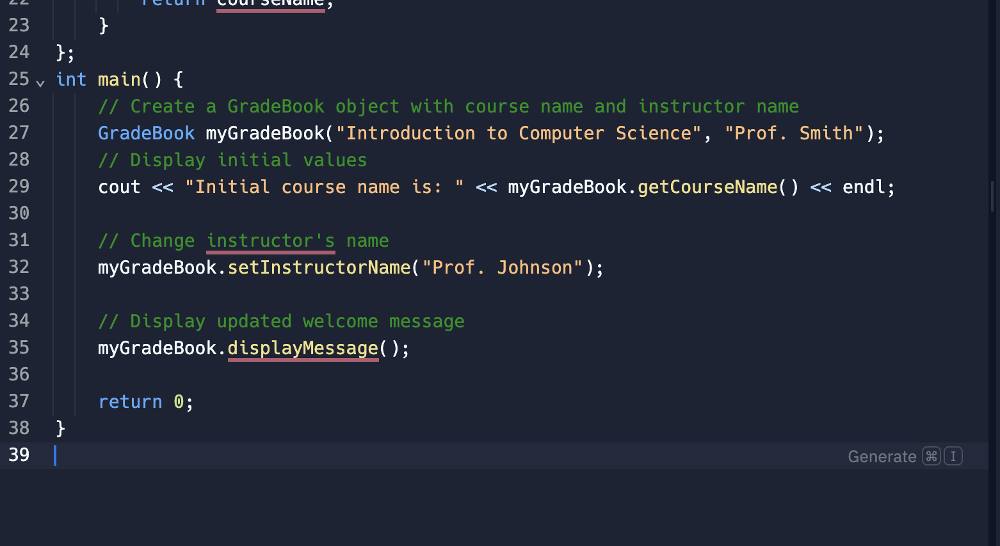 22 return courseName;
23 }
24 };
25 int main() {
26 // Create a GradeBook object with course name and instructor name
27 GradeBook myGradeBook("Introduction to Computer Science", "Prof. Smith");
28 // Display initial values
29 cout << "Initial course name is: " << myGradeBook.getCourseName() << endl;
30
31 // Change instructor's name
32 myGradeBook.setInstructorName("Prof. Johnson");
33
34 // Display updated welcome message
35 myGradeBook.displayMessage();
36
37 return 0;
38 }
39 Generate ⌘ I